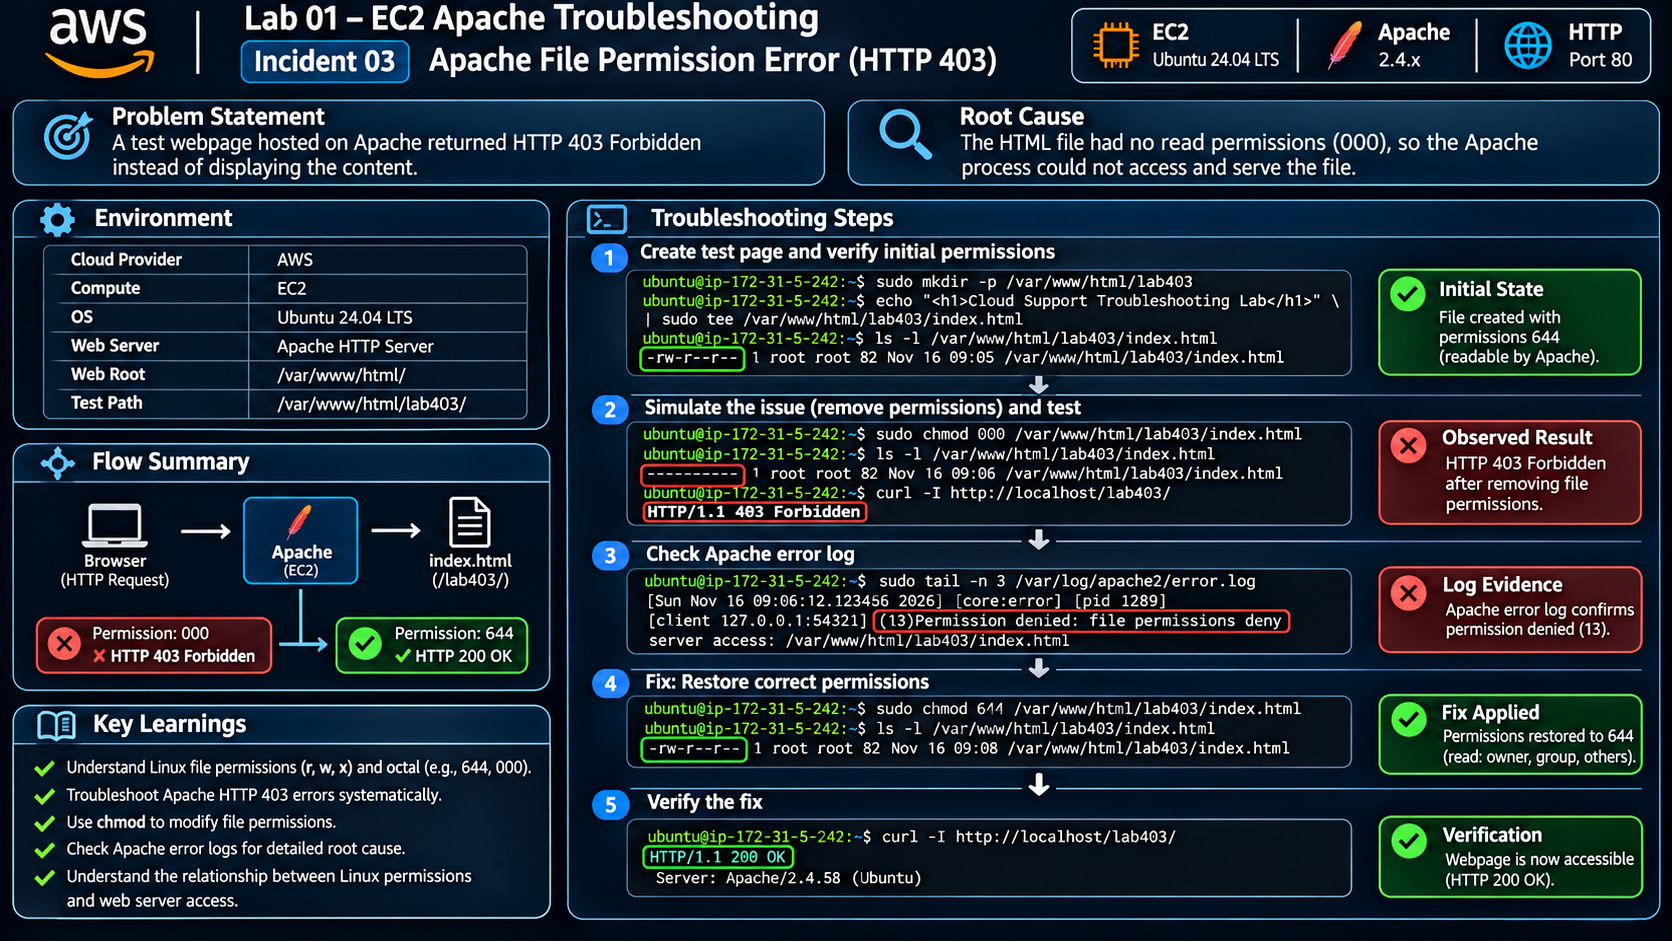 aws
Lab 01 – EC2 Apache Troubleshooting
Incident 03
Apache File Permission Error (HTTP 403)
EC2
Ubuntu 24.04 LTS
Apache
2.4.x
HTTP
Port 80
Problem Statement
A test webpage hosted on Apache returned HTTP 403 Forbidden
instead of displaying the content.
Root Cause
The HTML file had no read permissions (000), so the Apache
process could not access and serve the file.
Environment
Cloud Provider AWS
Compute EC2
OS Ubuntu 24.04 LTS
Web Server Apache HTTP Server
Web Root /var/www/html/
Test Path /var/www/html/lab403/
Flow Summary
Browser
(HTTP Request)
Apache
(EC2)
index.html
(/lab403/)
Permission: 000
✗ HTTP 403 Forbidden
Permission: 644
✓ HTTP 200 OK
Key Learnings
Understand Linux file permissions (r, w, x) and octal (e.g., 644, 000).
Troubleshoot Apache HTTP 403 errors systematically.
Use chmod to modify file permissions.
Check Apache error logs for detailed root cause.
Understand the relationship between Linux permissions
and web server access.
Troubleshooting Steps
1
Create test page and verify initial permissions
ubuntu@ip-172-31-5-242:~$ sudo mkdir -p /var/www/html/lab403
ubuntu@ip-172-31-5-242:~$ echo "<h1>Cloud Support Troubleshooting Lab</h1>" \
| sudo tee /var/www/html/lab403/index.html
ubuntu@ip-172-31-5-242:~$ ls -l /var/www/html/lab403/index.html
-rw-r--r-- 1 root root 82 Nov 16 09:05 /var/www/html/lab403/index.html
Initial State
File created with
permissions 644
(readable by Apache).
2
Simulate the issue (remove permissions) and test
ubuntu@ip-172-31-5-242:~$ sudo chmod 000 /var/www/html/lab403/index.html
ubuntu@ip-172-31-5-242:~$ ls -l /var/www/html/lab403/index.html
---------- 1 root root 82 Nov 16 09:06 /var/www/html/lab403/index.html
ubuntu@ip-172-31-5-242:~$ curl -I http://localhost/lab403/
HTTP/1.1 403 Forbidden
Observed Result
HTTP 403 Forbidden
after removing file
permissions.
3
Check Apache error log
ubuntu@ip-172-31-5-242:~$ sudo tail -n 3 /var/log/apache2/error.log
[Sun Nov 16 09:06:12.123456 2026] [core:error] [pid 1289]
[client 127.0.0.1:54321] (13)Permission denied: file permissions deny
server access: /var/www/html/lab403/index.html
Log Evidence
Apache error log confirms
permission denied (13).
4
Fix: Restore correct permissions
ubuntu@ip-172-31-5-242:~$ sudo chmod 644 /var/www/html/lab403/index.html
ubuntu@ip-172-31-5-242:~$ ls -l /var/www/html/lab403/index.html
-rw-r--r-- 1 root root 82 Nov 16 09:08 /var/www/html/lab403/index.html
Fix Applied
Permissions restored to 644
(read: owner, group, others).
5
Verify the fix
ubuntu@ip-172-31-5-242:~$ curl -I http://localhost/lab403/
HTTP/1.1 200 OK
Server: Apache/2.4.58 (Ubuntu)
Verification
Webpage is now accessible
(HTTP 200 OK).